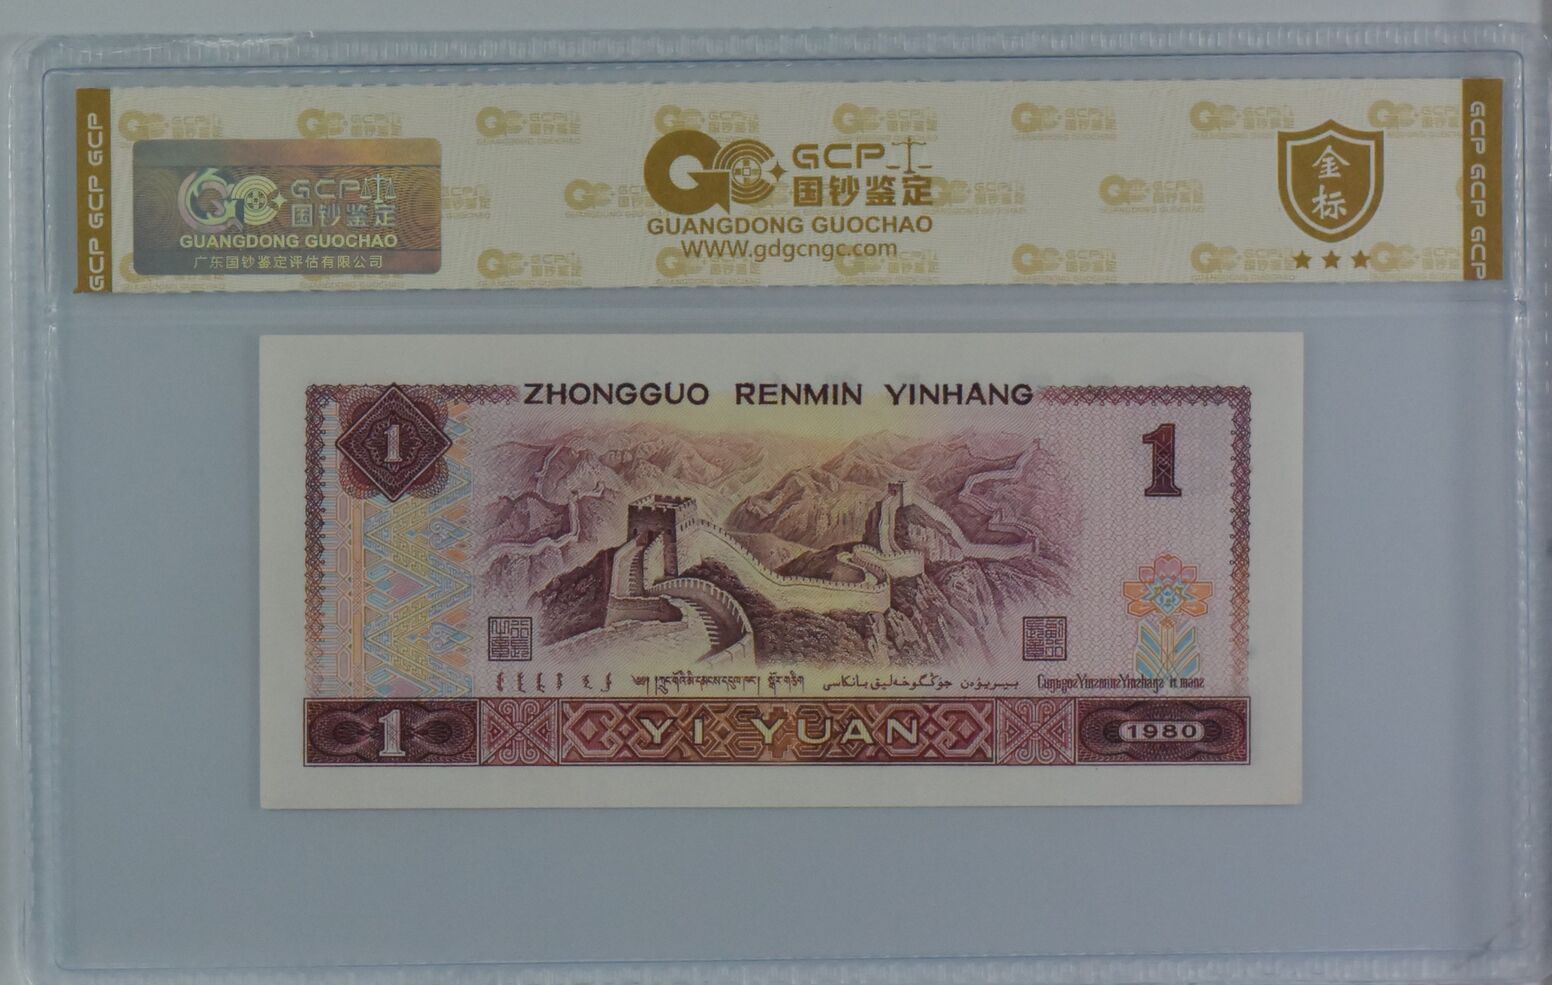 GCP
国钞鉴定
GUANGDONG GUOCHAO
广东国钞鉴定评估有限公司
GCP
国钞鉴定
GUANGDONG GUOCHAO
WWW.gdgcngc.com
金
标
GCP GCP GCP
GCP GCP GCP
ZHONGGUO RENMIN YINHANG
1
1
1
YI YUAN
1980